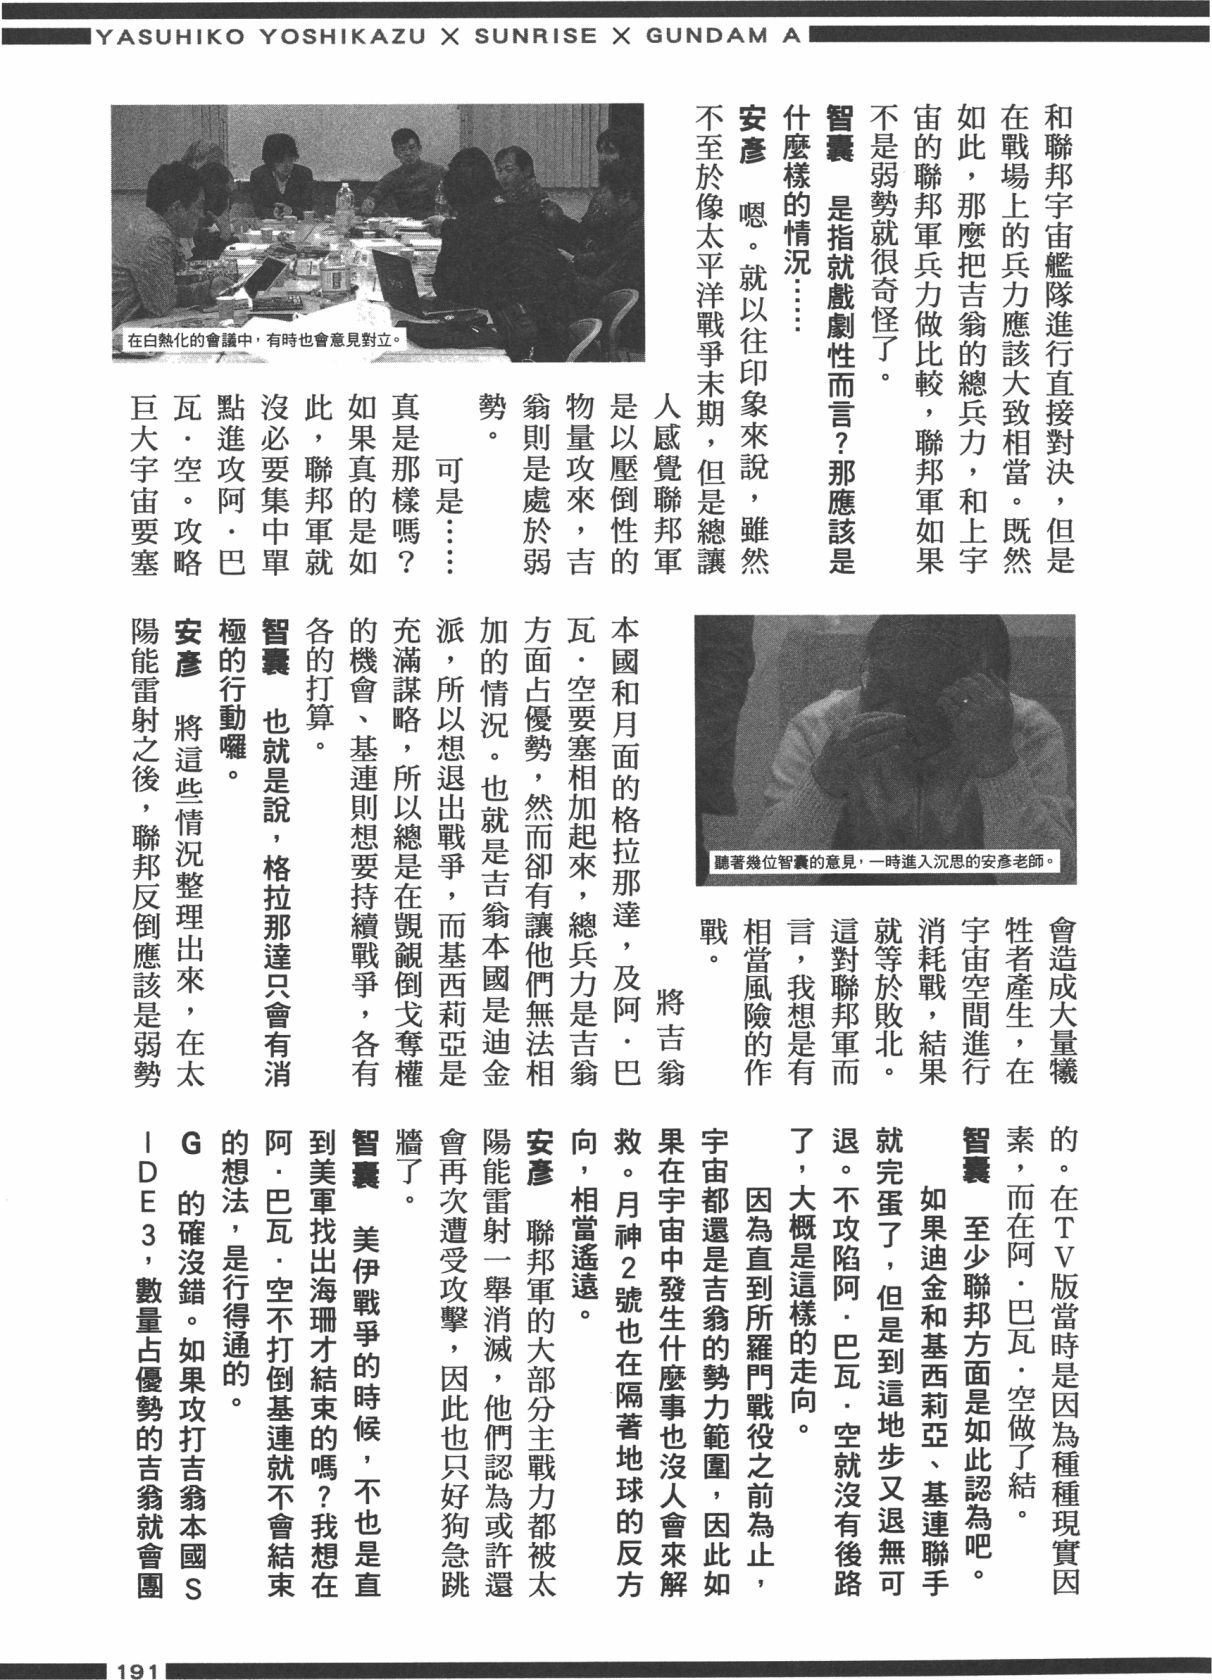 YASUHIKO YOSHIKAZU × SUNRISE × GUNDAM A
和聯邦宇宙艦隊進行直接對決，但是
在戰場上的兵力應該大致相當。既然
如此，那麼把吉翁的總兵力，和上宇
宙的聯邦軍兵力做比較，聯邦軍如果
不是弱勢就很奇怪了。
智囊　是指就戲劇性而言？那應該是
什麼樣的情況……
安彥　嗯。就以往印象來說，雖然
不至於像太平洋戰爭末期，但是總讓
人感覺聯邦軍
是以壓倒性的
物量攻來，吉
翁則是處於弱
勢。
可是……
真是那樣嗎？
如果真的是如
此，聯邦軍就
沒必要集中單
點進攻阿·巴
瓦·空。攻略
巨大宇宙要塞
在白熱化的會議中，有時也會意見對立。
會造成大量犧
牲者產生，在
宇宙空間進行
消耗戰，結果
就等於敗北。
這對聯邦軍而
言，我想是有
相當風險的作
戰。
將吉翁
本國和月面的格拉那達，及阿·巴
瓦·空要塞相加起來，總兵力是吉翁
方面占優勢，然而卻有讓他們無法相
加的情況。也就是吉翁本國是迪金
派，所以想退出戰爭，而基西莉亞是
充滿謀略，所以總是在覬覦倒戈奪權
的機會、基連則想要持續戰爭，各有
各的打算。
智囊　也就是說，格拉那達只會有消
極的行動囉。
安彥　將這些情況整理出來，在太
陽能雷射之後，聯邦反倒應該是弱勢
聽著幾位智囊的意見，一時進入沉思的安彥老師。
的。在ＴＶ版當時是因為種種現實因
素，而在阿·巴瓦·空做了結。
智囊　至少聯邦方面是如此認為吧。
如果迪金和基西莉亞、基連聯手
就完蛋了，但是到這地步又退無可
退。不攻陷阿·巴瓦·空就沒有後路
了，大概是這樣的走向。
因為直到所羅門戰役之前為止，
宇宙都還是吉翁的勢力範圍，因此如
果在宇宙中發生什麼事也沒人會來解
救。月神2號也在隔著地球的反方
向，相當遙遠。
安彥　聯邦軍的大部分主戰力都被太
陽能雷射一舉消滅，他們認為或許還
會再次遭受攻擊，因此也只好狗急跳
牆了。
智囊　美伊戰爭的時候，不也是直
到美軍找出海珊才結束的嗎？我想在
阿·巴瓦·空不打倒基連就不會結束
的想法，是行得通的。
G　的確沒錯。如果攻打吉翁本國S
IDE3，數量占優勢的吉翁就會團
191